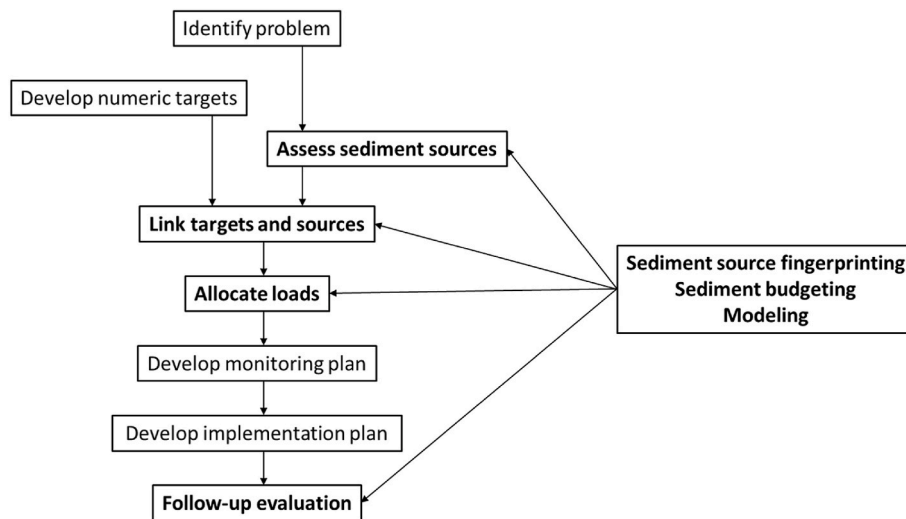 Identify problem
Develop numeric targets
Assess sediment sources
Link targets and sources
Sediment source fingerprinting
Sediment budgeting
Modeling
Allocate loads
Develop monitoring plan
Develop implementation plan
Follow-up evaluation